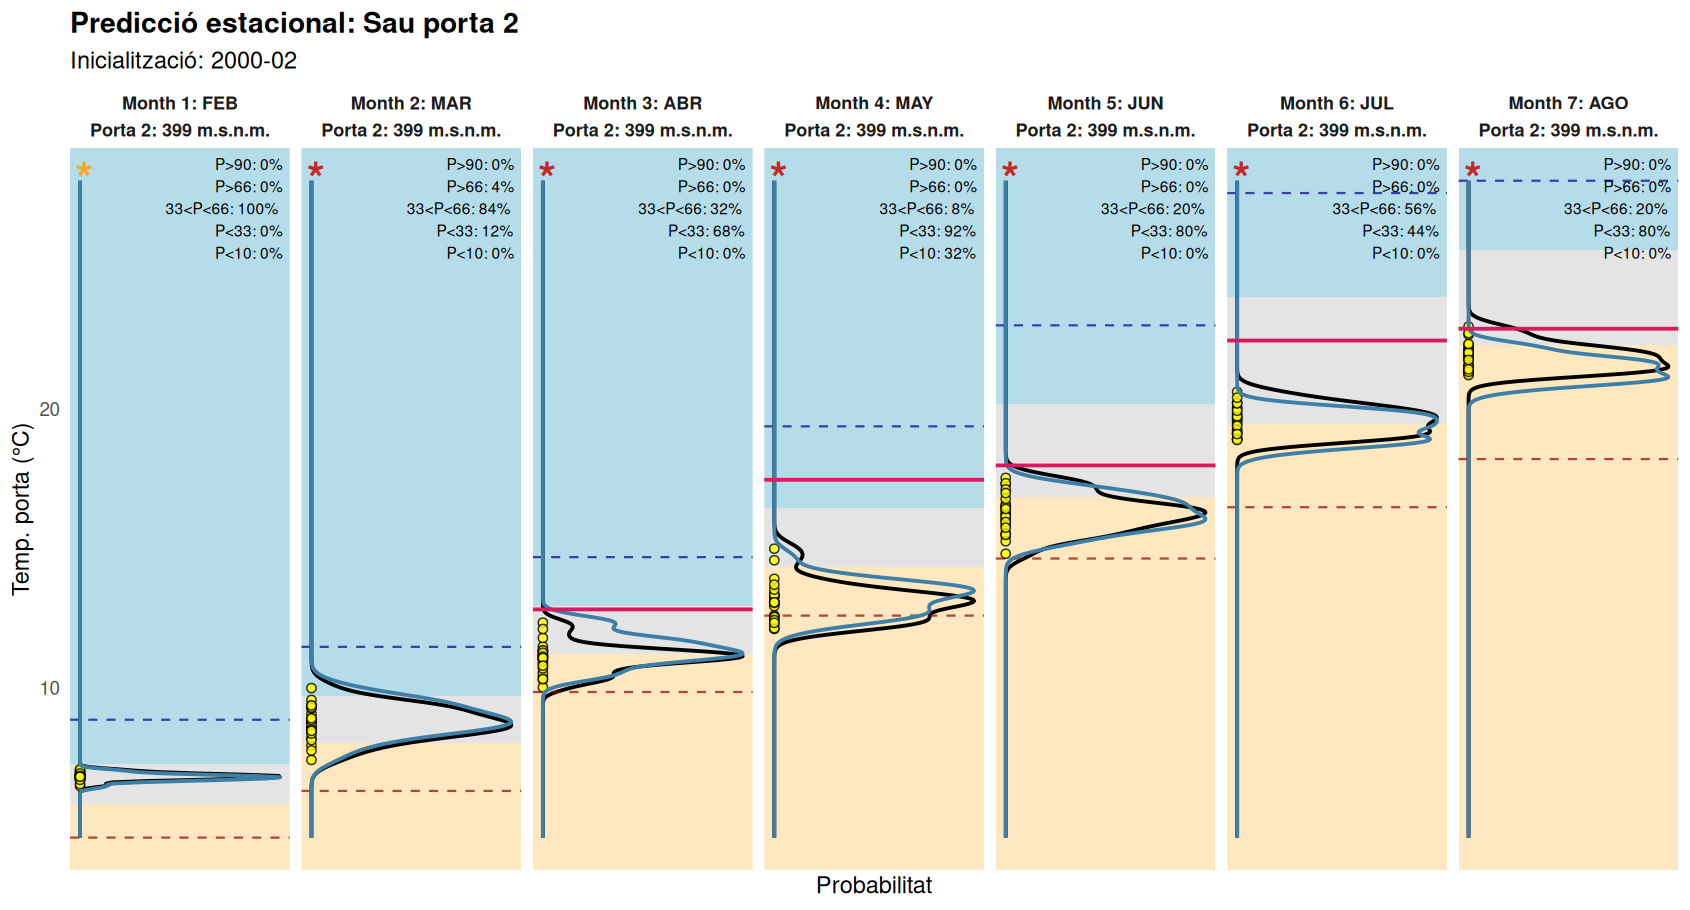 Predicció estacional: Sau porta 2
Inicialització: 2000-02
Month 1: FEB
Porta 2: 399 m.s.n.m.
Month 2: MAR
Porta 2: 399 m.s.n.m.
Month 3: ABR
Porta 2: 399 m.s.n.m.
Month 4: MAY
Porta 2: 399 m.s.n.m.
Month 5: JUN
Porta 2: 399 m.s.n.m.
Month 6: JUL
Porta 2: 399 m.s.n.m.
Month 7: AGO
Porta 2: 399 m.s.n.m.
*
P>90: 0%
P>66: 0%
33<P<66: 100%
P<33: 0%
P<10: 0%
*
P>90: 0%
P>66: 4%
33<P<66: 84%
P<33: 12%
P<10: 0%
*
P>90: 0%
P>66: 0%
33<P<66: 32%
P<33: 68%
P<10: 0%
*
P>90: 0%
P>66: 0%
33<P<66: 8%
P<33: 92%
P<10: 32%
*
P>90: 0%
P>66: 0%
33<P<66: 20%
P<33: 80%
P<10: 0%
*
P>90: 0%
P>66: 0%
33<P<66: 56%
P<33: 44%
P<10: 0%
*
P>90: 0%
P>66: 0%
33<P<66: 20%
P<33: 80%
P<10: 0%
20
10
Temp. porta (°C)
Probabilitat